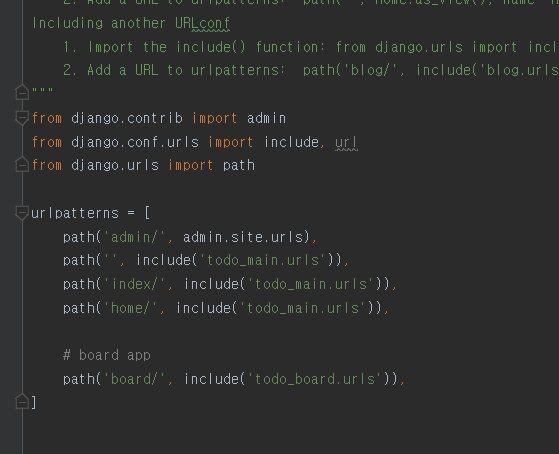 2. Add a URL to urlpatterns:  path('', Home.as_view(), name='h
Including another URLconf
1. Import the include() function: from django.urls import incl
2. Add a URL to urlpatterns:  path('blog/', include('blog.urls
"""
from django.contrib import admin
from django.conf.urls import include, url
from django.urls import path
urlpatterns = [
path('admin/', admin.site.urls),
path('', include('todo_main.urls')),
path('index/', include('todo_main.urls')),
path('home/', include('todo_main.urls')),
# board app
path('board/', include('todo_board.urls')),
]